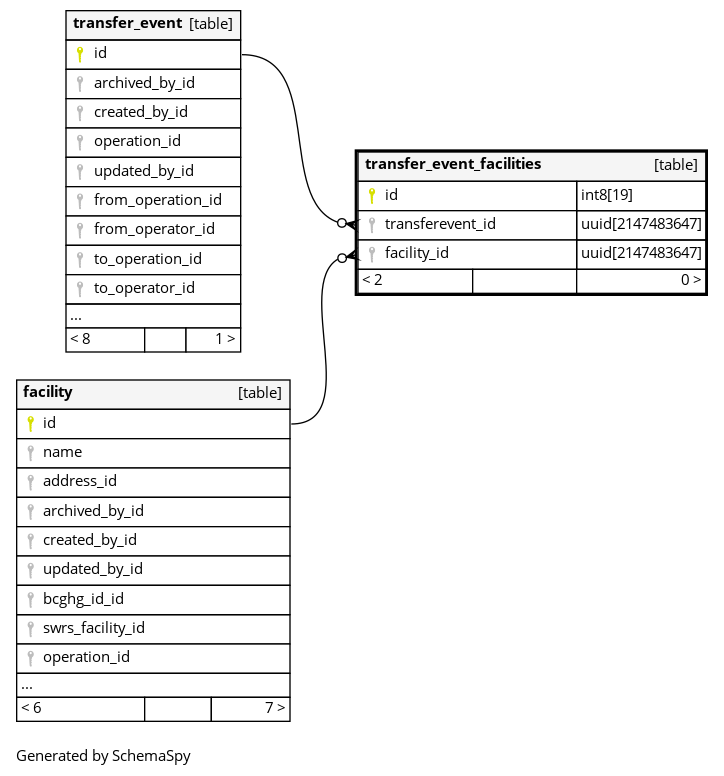 transfer_event [table]
id
archived_by_id
created_by_id
operation_id
updated_by_id
from_operation_id
from_operator_id
to_operation_id
to_operator_id
...
< 8 1 >
transfer_event_facilities [table]
id int8[19]
transferevent_id uuid[2147483647]
facility_id uuid[2147483647]
< 2 0 >
facility [table]
id
name
address_id
archived_by_id
created_by_id
updated_by_id
bcghg_id_id
swrs_facility_id
operation_id
...
< 6 7 >
Generated by SchemaSpy